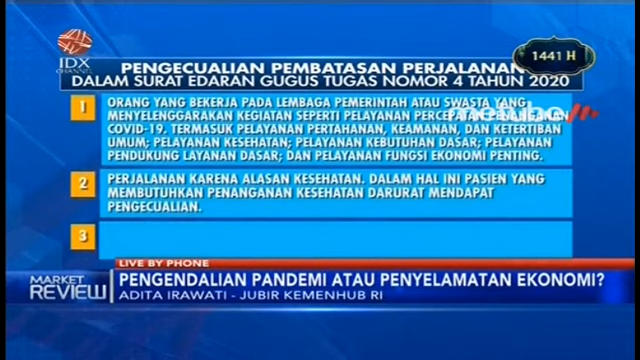 IDX
CHANNEL
1441 H
PENGECUALIAN PEMBATASAN PERJALANAN
DALAM SURAT EDARAN GUGUS TUGAS NOMOR 4 TAHUN 2020
1
ORANG YANG BEKERJA PADA LEMBAGA PEMERINTAH ATAU SWASTA YANG
MENYELENGGARAKAN KEGIATAN SEPERTI PELAYANAN
COVID-19. TERMASUK PELAYANAN PERTAHANAN, KEAMANAN, DAN KETERTIBAN
UMUM; PELAYANAN KESEHATAN; PELAYANAN KEBUTUHAN DASAR; PELAYANAN
PENDUKUNG LAYANAN DASAR; DAN PELAYANAN FUNGSI EKONOMI PENTING.
2
PERJALANAN KARENA ALASAN KESEHATAN. DALAM HAL INI PASIEN YANG
MEMBUTUHKAN PENANGANAN KESEHATAN DARURAT MENDAPAT
PENGECUALIAN.
3
LIVE BY PHONE
MARKET
REVIEW
PENGENDALIAN PANDEMI ATAU PENYELAMATAN EKONOMI?
ADITA IRAWATI - JUBIR KEMENHUB RI